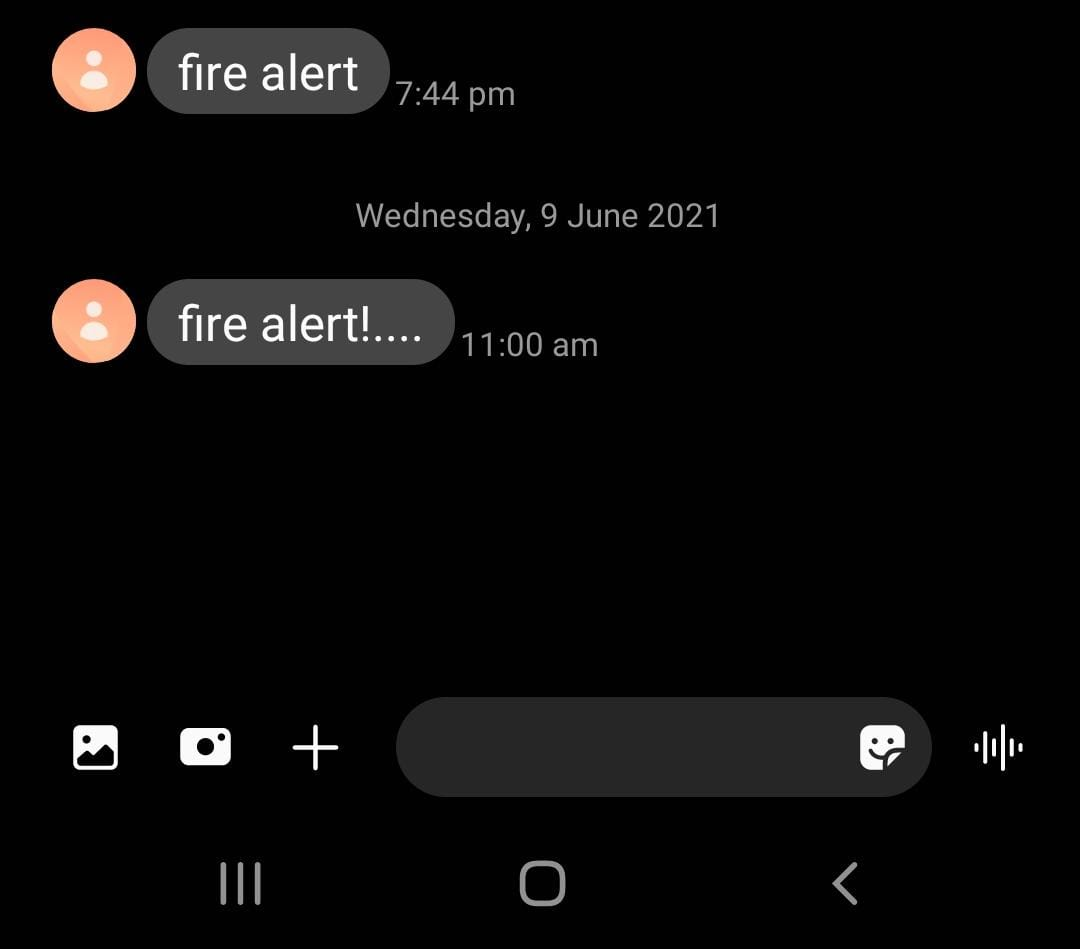 fire alert
7:44 pm
Wednesday, 9 June 2021
fire alert!....
11:00 am